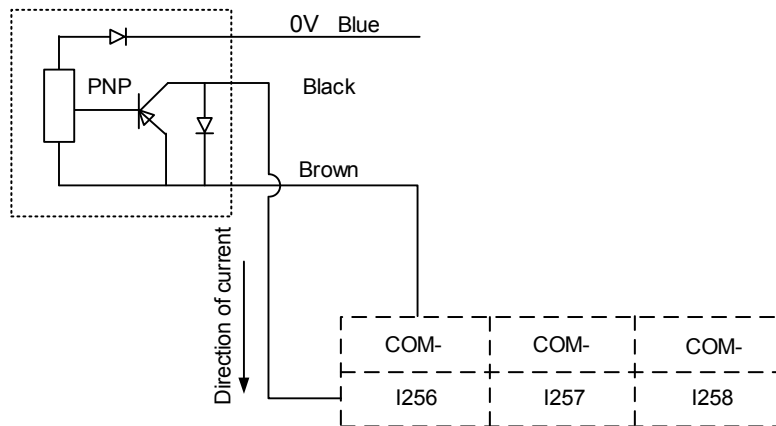 0V Blue
PNP
Black
Brown
Direction of current
COM- COM- COM-
I256 I257 I258